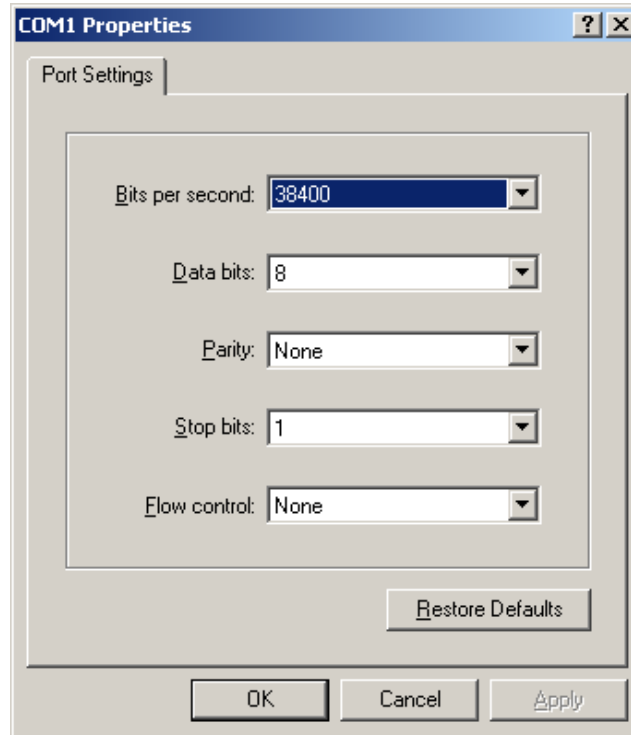 COM1 Properties
Port Settings
Bits per second: 38400
Data bits: 8
Parity: None
Stop bits: 1
Flow control: None
Restore Defaults
OK Cancel Apply